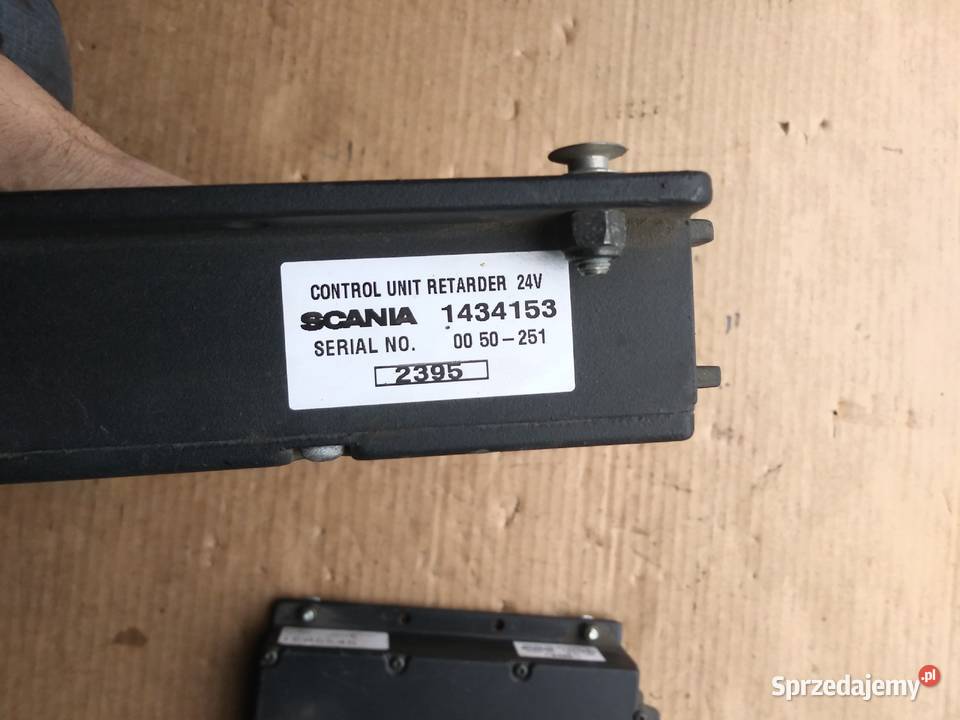 CONTROL UNIT RETARDER 24V
SCANIA 1434153
SERIAL NO. 00 50-251
2395
Sprzedajemy.pl